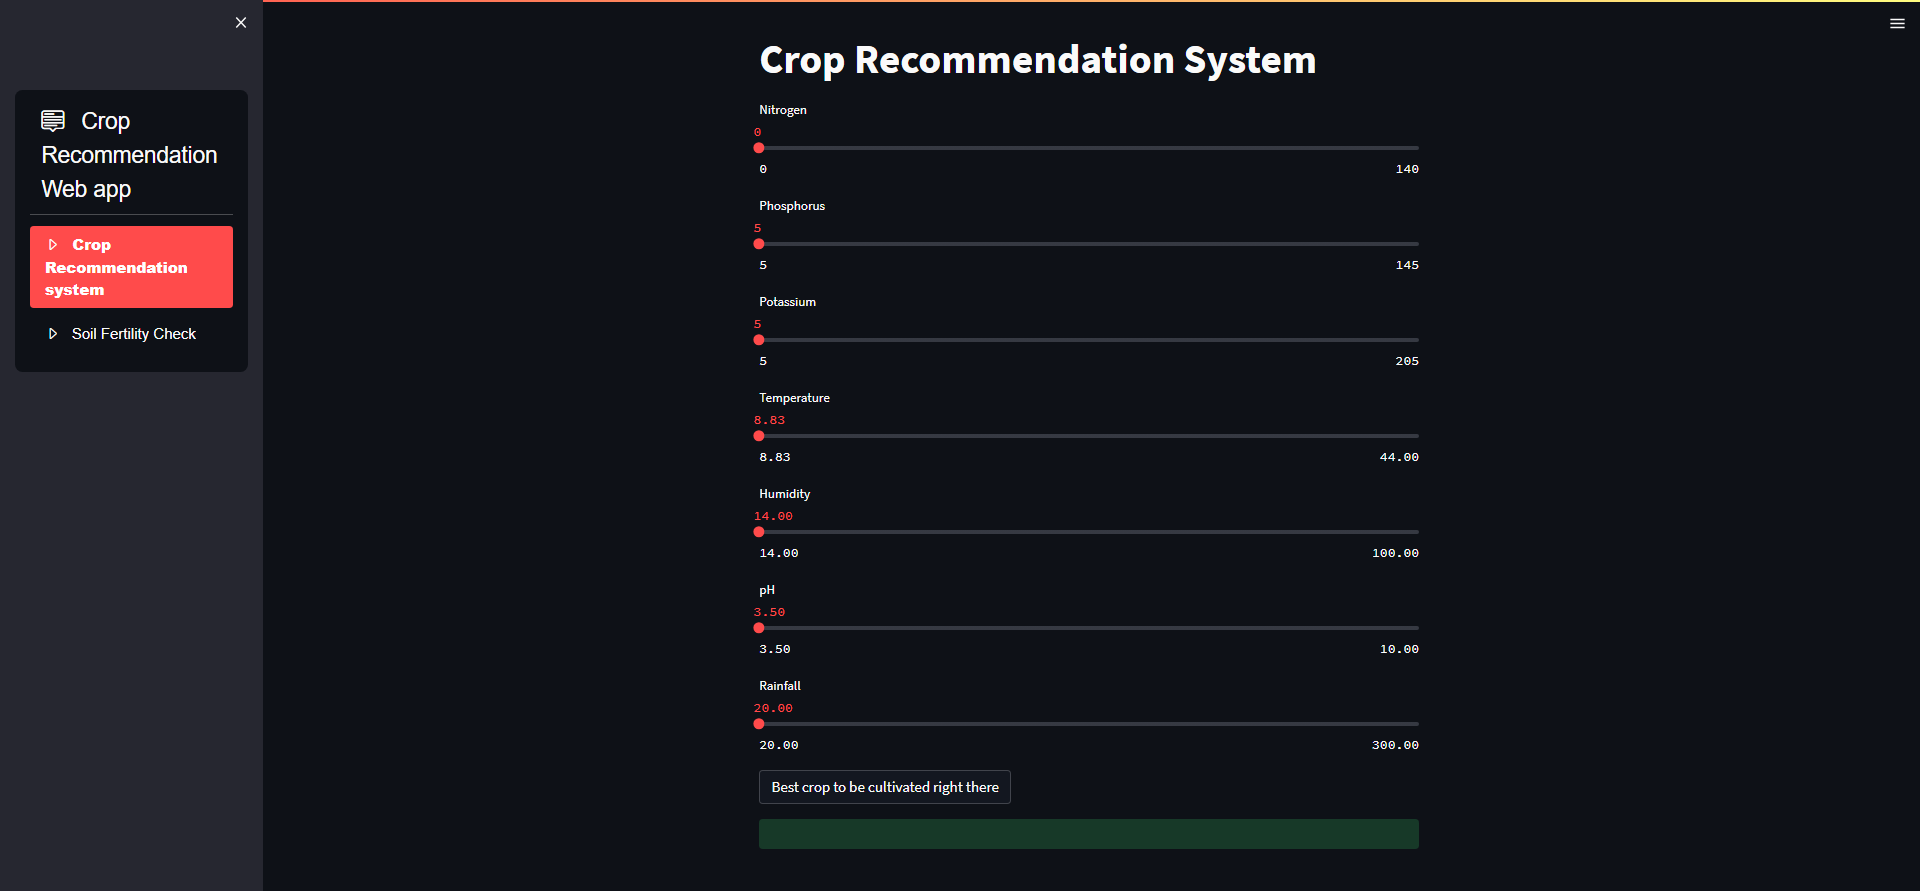 Crop
Recommendation
Web app
Crop
Recommendation
system
Soil Fertility Check
Crop Recommendation System
Nitrogen
0
0 140
Phosphorus
5
5 145
Potassium
5
5 205
Temperature
8.83
8.83 44.00
Humidity
14.00
14.00 100.00
pH
3.50
3.50 10.00
Rainfall
20.00
20.00 300.00
Best crop to be cultivated right there